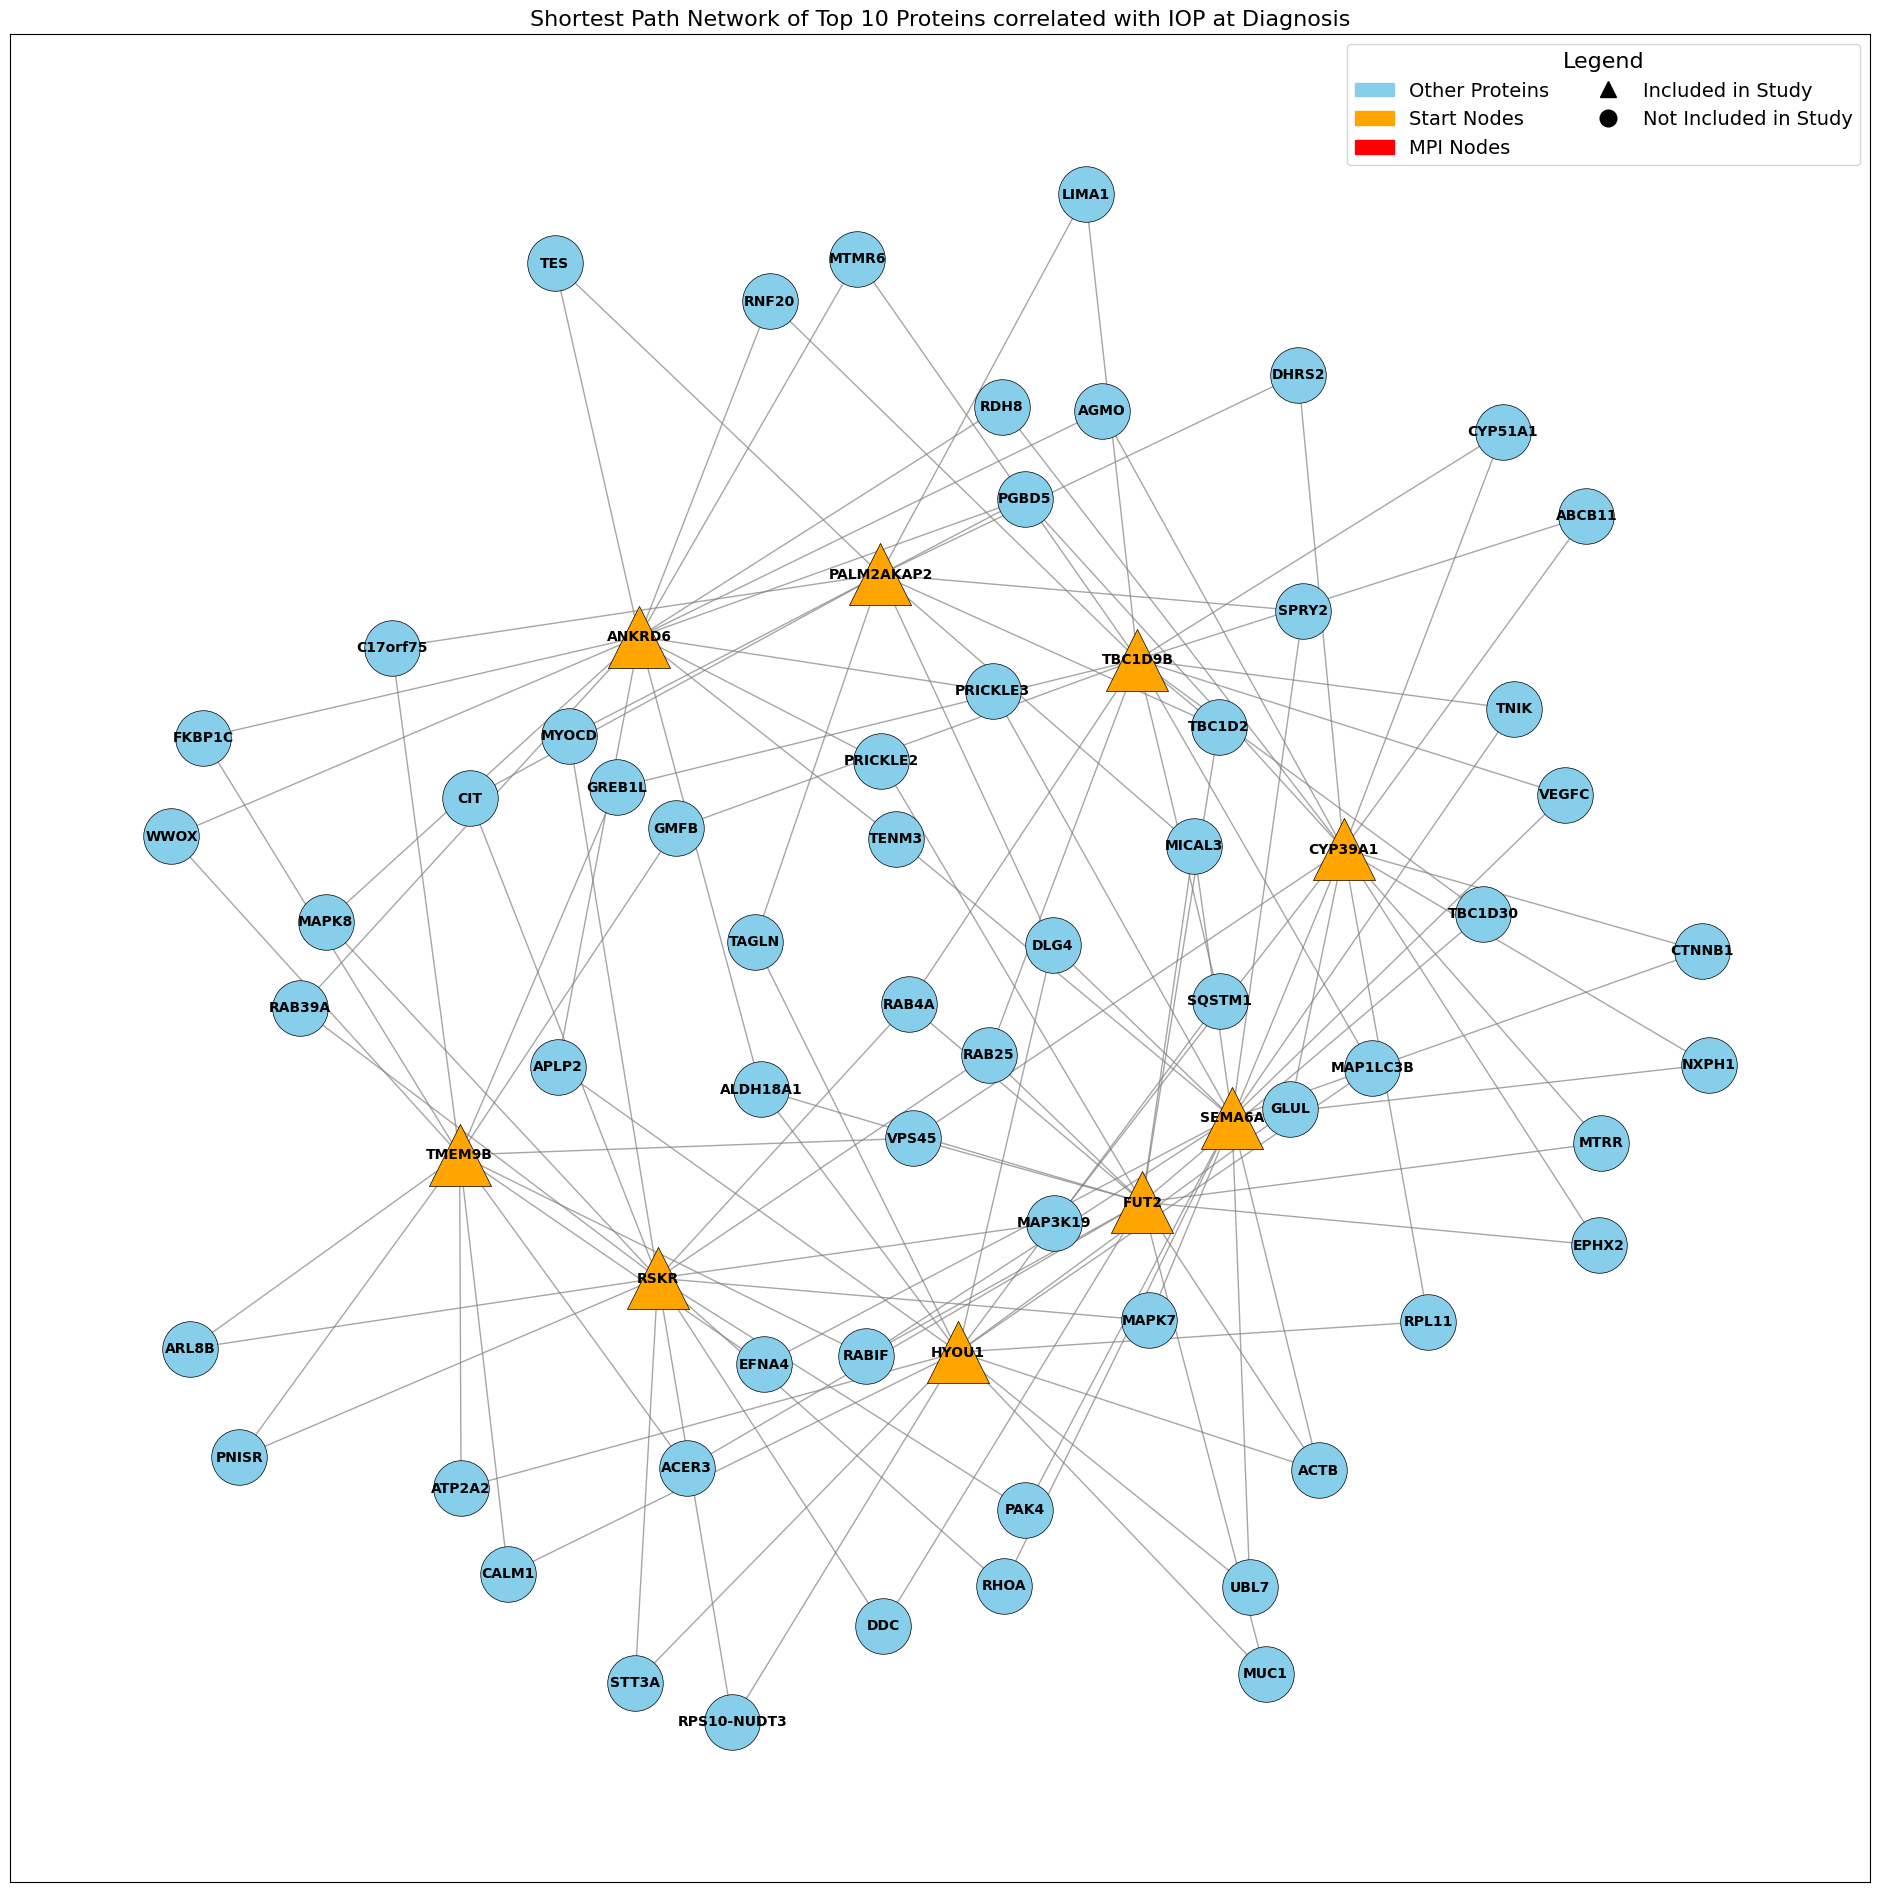 Shortest Path Network of Top 10 Proteins correlated with IOP at Diagnosis
Legend
Other Proteins
Start Nodes
MPI Nodes
Included in Study
Not Included in Study
LIMA1
TES
MTMR6
RNF20
DHRS2
RDH8
AGMO
CYP51A1
PGBD5
ABCB11
PALM2AKAP2
SPRY2
ANKRD6
C17orf75
TBC1D9B
PRICKLE3
TNIK
TBC1D2
MYOCD
FKBP1C
PRICKLE2
GREB1L
VEGFC
CIT
GMFB
WWOX
TENM3
MICAL3
CYP39A1
TBC1D30
MAPK8
TAGLN
DLG4
CTNNB1
SQSTM1
RAB4A
RAB39A
RAB25
NXPH1
APLP2
MAP1LC3B
ALDH18A1
GLUL
SEMA6A
VPS45
MTRR
TMEM9B
FUT2
MAP3K19
EPHX2
RSKR
MAPK7
RPL11
ARL8B
HYOU1
RABIF
EFNA4
PNISR
ACER3
ACTB
ATP2A2
PAK4
CALM1
RHOA
UBL7
DDC
MUC1
STT3A
RPS10-NUDT3